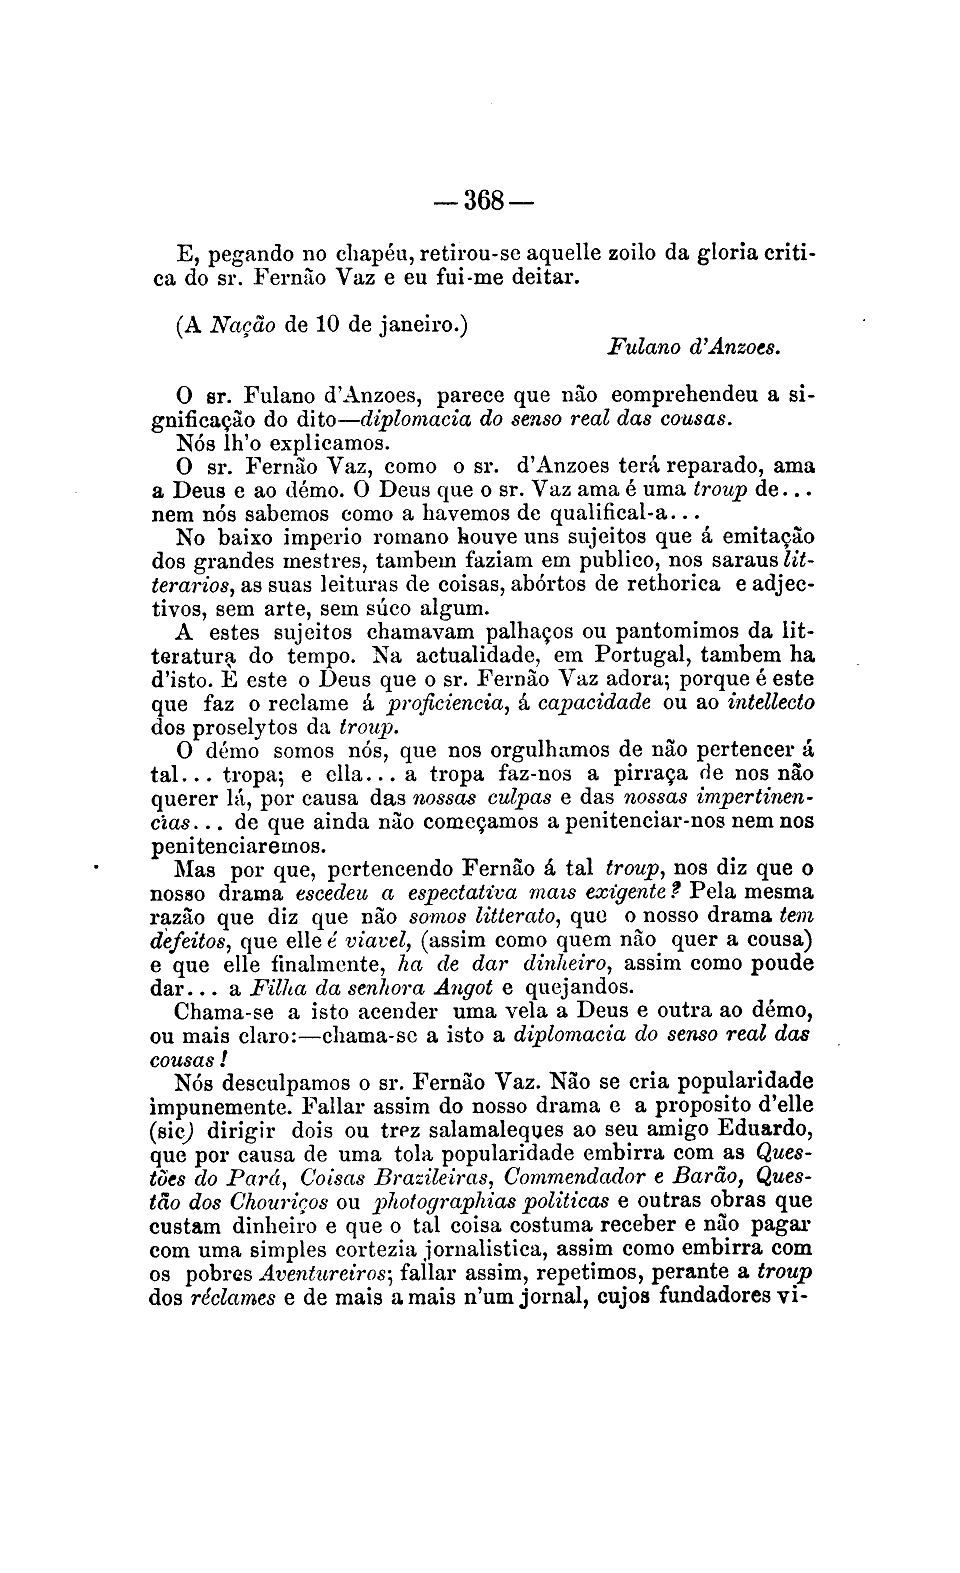 — 368 —
E, pegando no chapéu, retirou-se aquelle zoilo da gloria criti-
ca do sr. Fernão Vaz e eu fui-me deitar.
(A Nação de 10 de janeiro.)
Fulano d'Anzoes.
O sr. Fulano d'Anzoes, parece que não eomprehendeu a si-
gnificação do dito—diplomacia do senso real das cousas.
Nós lh'o explicamos.
O sr. Fernão Vaz, como o sr. d'Anzoes terá reparado, ama
a Deus e ao démo. O Deus que o sr. Vaz ama é uma troup de...
nem nós sabemos como a havemos de qualifical-a...
No baixo imperio romano houve uns sujeitos que á emitação
dos grandes mestres, tambem faziam em publico, nos saraus lit-
terarios, as suas leituras de coisas, abórtos de rethorica e adjec-
tivos, sem arte, sem súco algum.
A estes sujeitos chamavam palhaços ou pantomimos da lit-
teratura do tempo. Na actualidade, em Portugal, tambem ha
d'isto. E este o Deus que o sr. Fernão Vaz adora; porque é este
que faz o reclame á proficiencia, á capacidade ou ao intellecto
dos proselytos da troup.
O démo somos nós, que nos orgulhamos de não pertencer á
tal... tropa; e ella... a tropa faz-nos a pirraça de nos não
querer lá, por causa das nossas culpas e das nossas impertinen-
cias... de que ainda não começamos a penitenciar-nos nem nos
penitenciaremos.
Mas por que, pertencendo Fernão á tal troup, nos diz que o
nosso drama escedeu a espectativa mais exigente? Pela mesma
razão que diz que não somos litterato, que o nosso drama tem
defeitos, que elle é viavel, (assim como quem não quer a cousa)
e que elle finalmente, ha de dar dinheiro, assim como poude
dar... a Filha da senhora Angot e quejandos.
Chama-se a isto acender uma vela a Deus e outra ao démo,
ou mais claro:—chama-se a isto a diplomacia do senso real das
cousas!
Nós desculpamos o sr. Fernão Vaz. Não se cria popularidade
impunemente. Fallar assim do nosso drama e a proposito d'elle
(sic) dirigir dois ou trez salamaleques ao seu amigo Eduardo,
que por causa de uma tola popularidade embirra com as Ques-
tões do Pará, Coisas Brazileiras, Commendador e Barão, Ques-
tão dos Chouriços ou photographias politicas e outras obras que
custam dinheiro e que o tal coisa costuma receber e não pagar
com uma simples cortezia jornalistica, assim como embirra com
os pobres Aventureiros; fallar assim, repetimos, perante a troup
dos réclames e de mais a mais n'um jornal, cujos fundadores vi-